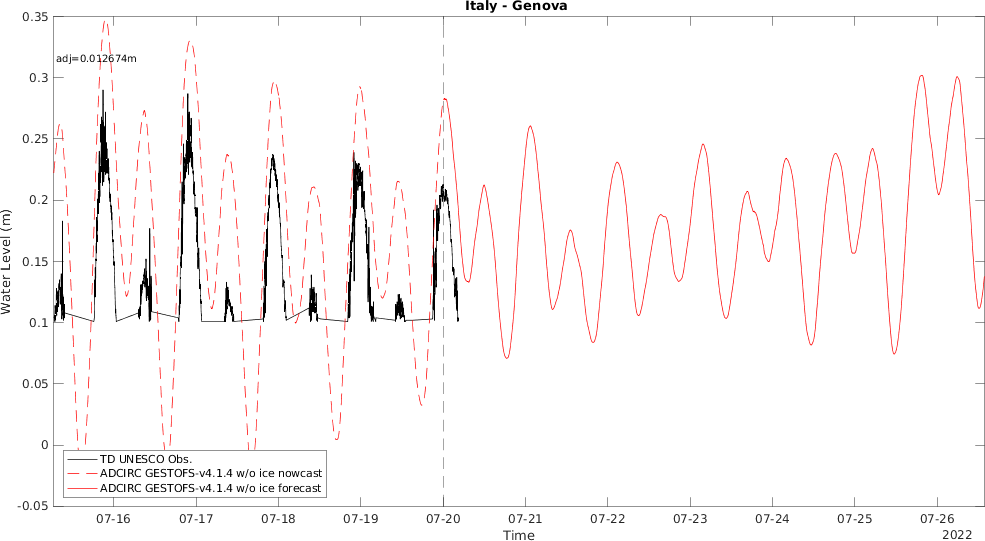 Italy - Genova
adj=0.012674m
0.35
0.3
0.25
0.2
0.15
0.1
0.05
0
-0.05
Water Level (m)
TD UNESCO Obs.
ADCIRC GESTOFS-v4.1.4 w/o ice nowcast
ADCIRC GESTOFS-v4.1.4 w/o ice forecast
07-16 07-17 07-18 07-19 07-20 07-21 07-22 07-23 07-24 07-25 07-26
Time
2022